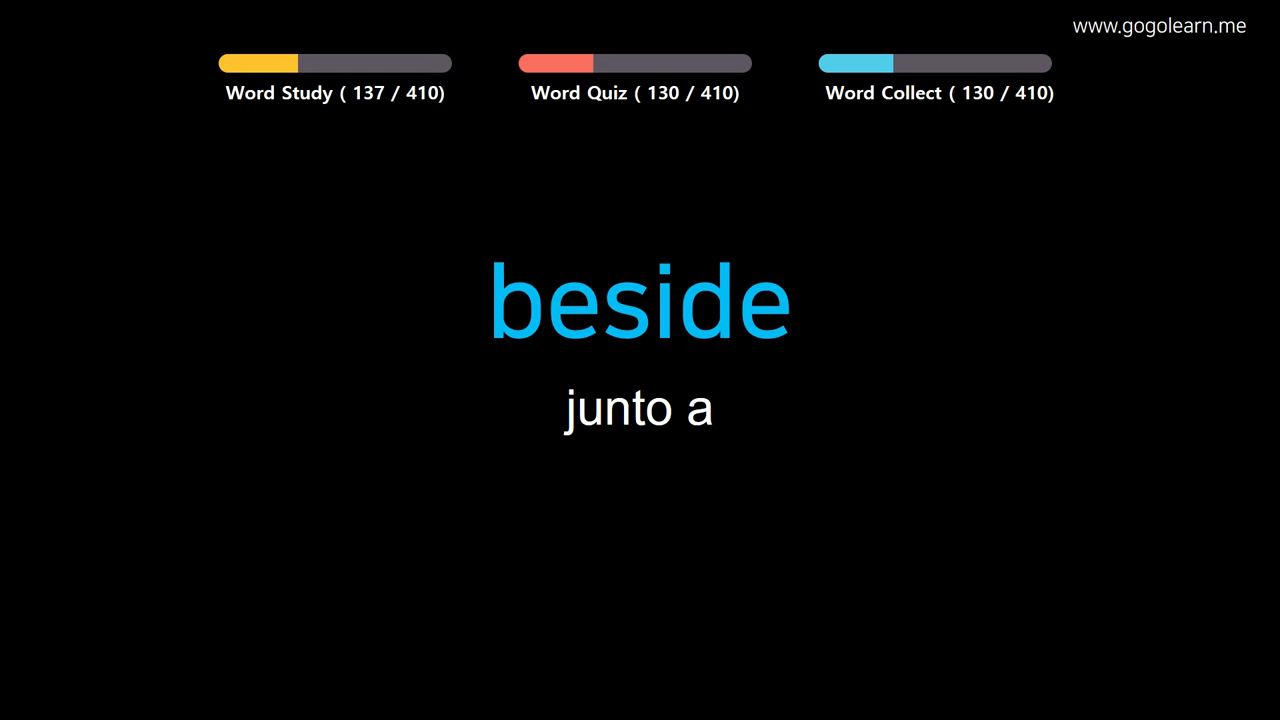 www.gogolearn.me
Word Study ( 137 / 410)
Word Quiz ( 130 / 410)
Word Collect ( 130 / 410)
beside
junto a